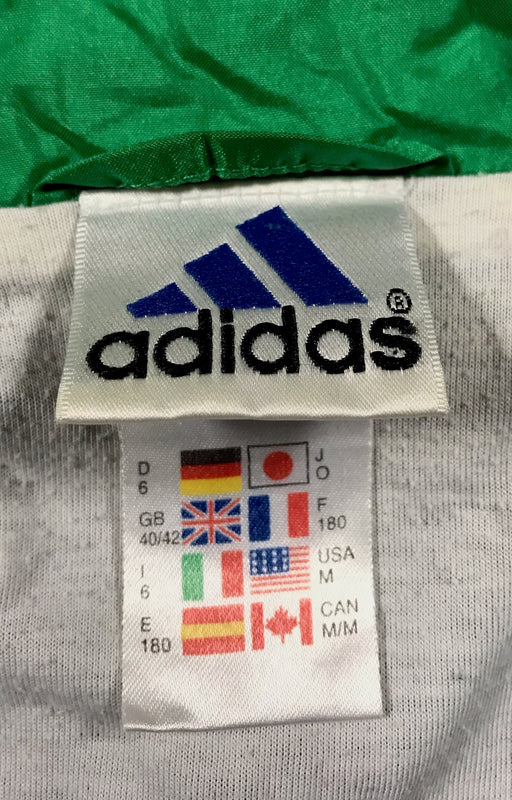 adidas®
D J
6 O
GB F
40/42 180
I USA
6 M
E CAN
180 M/M